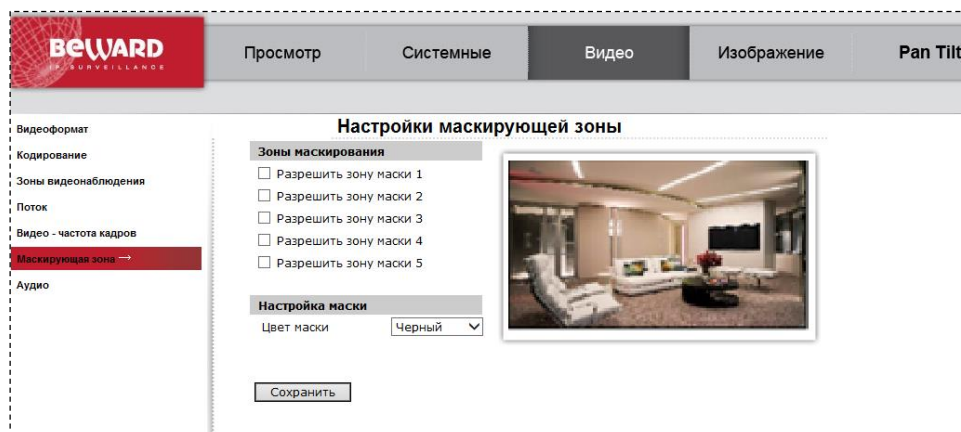 BEWARD
IP SURVEILLANCE
Просмотр
Системные
Видео
Изображение
Pan Tilt
Видеоформат
Кодирование
Зоны видеонаблюдения
Поток
Видео - частота кадров
Маскирующая зона →
Аудио
Настройки маскирующей зоны
Зоны маскирования
Разрешить зону маски 1
Разрешить зону маски 2
Разрешить зону маски 3
Разрешить зону маски 4
Разрешить зону маски 5
Настройка маски
Цвет маски Черный
Сохранить